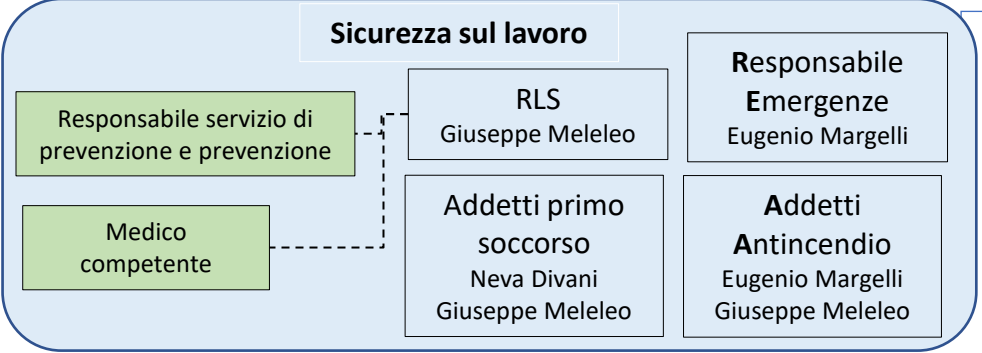 Sicurezza sul lavoro
Responsabile servizio di
prevenzione e prevenzione
Medico
competente
RLS
Giuseppe Meleleo
Responsabile
Emergenze
Eugenio Margelli
Addetti primo
soccorso
Neva Divani
Giuseppe Meleleo
Addetti
Antincendio
Eugenio Margelli
Giuseppe Meleleo